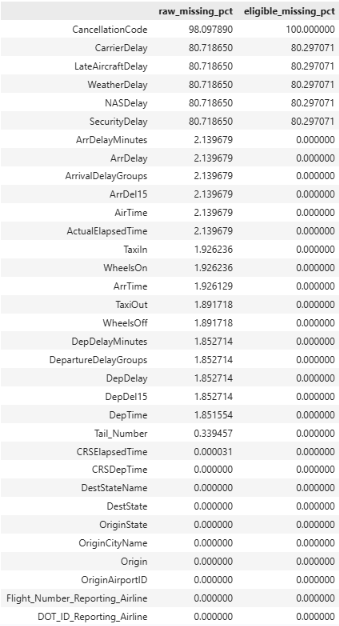 raw_missing_pct eligible_missing_pct
CancellationCode 98.097890 100.000000
CarrierDelay 80.718650 80.297071
LateAircraftDelay 80.718650 80.297071
WeatherDelay 80.718650 80.297071
NASDelay 80.718650 80.297071
SecurityDelay 80.718650 80.297071
ArrDelayMinutes 2.139679 0.000000
ArrDelay 2.139679 0.000000
ArrivalDelayGroups 2.139679 0.000000
ArrDel15 2.139679 0.000000
AirTime 2.139679 0.000000
ActualElapsedTime 2.139679 0.000000
TaxiIn 1.926236 0.000000
WheelsOn 1.926236 0.000000
ArrTime 1.926129 0.000000
TaxiOut 1.891718 0.000000
WheelsOff 1.891718 0.000000
DepDelayMinutes 1.852714 0.000000
DepartureDelayGroups 1.852714 0.000000
DepDelay 1.852714 0.000000
DepDel15 1.852714 0.000000
DepTime 1.851554 0.000000
Tail_Number 0.339457 0.000000
CRSElapsedTime 0.000031 0.000000
CRSDepTime 0.000000 0.000000
DestStateName 0.000000 0.000000
DestState 0.000000 0.000000
OriginState 0.000000 0.000000
OriginCityName 0.000000 0.000000
Origin 0.000000 0.000000
OriginAirportID 0.000000 0.000000
Flight_Number_Reporting_Airline 0.000000 0.000000
DOT_ID_Reporting_Airline 0.000000 0.000000